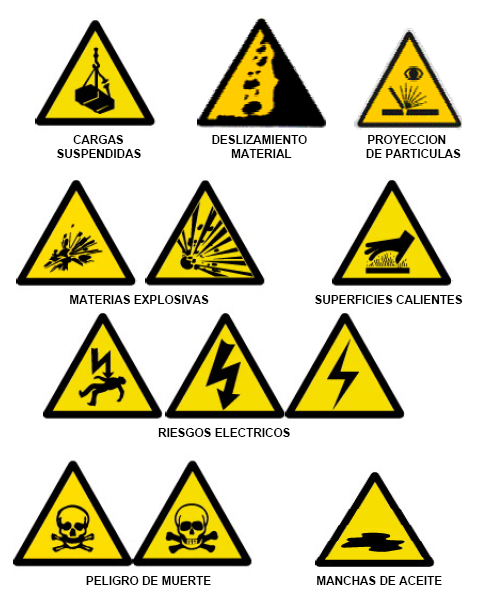 CARGAS
SUSPENDIDAS
DESLIZAMIENTO
MATERIAL
PROYECCION
DE PARTICULAS
MATERIAS EXPLOSIVAS
SUPERFICIES CALIENTES
RIESGOS ELECTRICOS
PELIGRO DE MUERTE
MANCHAS DE ACEITE